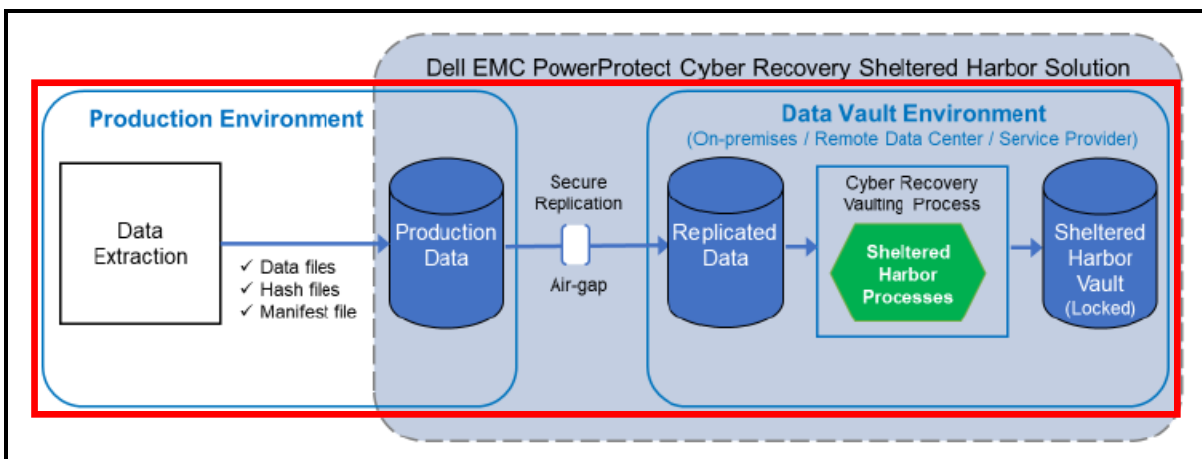 Dell EMC PowerProtect Cyber Recovery Sheltered Harbor Solution
Production Environment
Data Extraction
✓ Data files
✓ Hash files
✓ Manifest file
Production
Data
Secure
Replication
Air-gap
Data Vault Environment
(On-premises / Remote Data Center / Service Provider)
Replicated
Data
Cyber Recovery
Vaulting Process
Sheltered
Harbor
Processes
Sheltered
Harbor
Vault
(Locked)